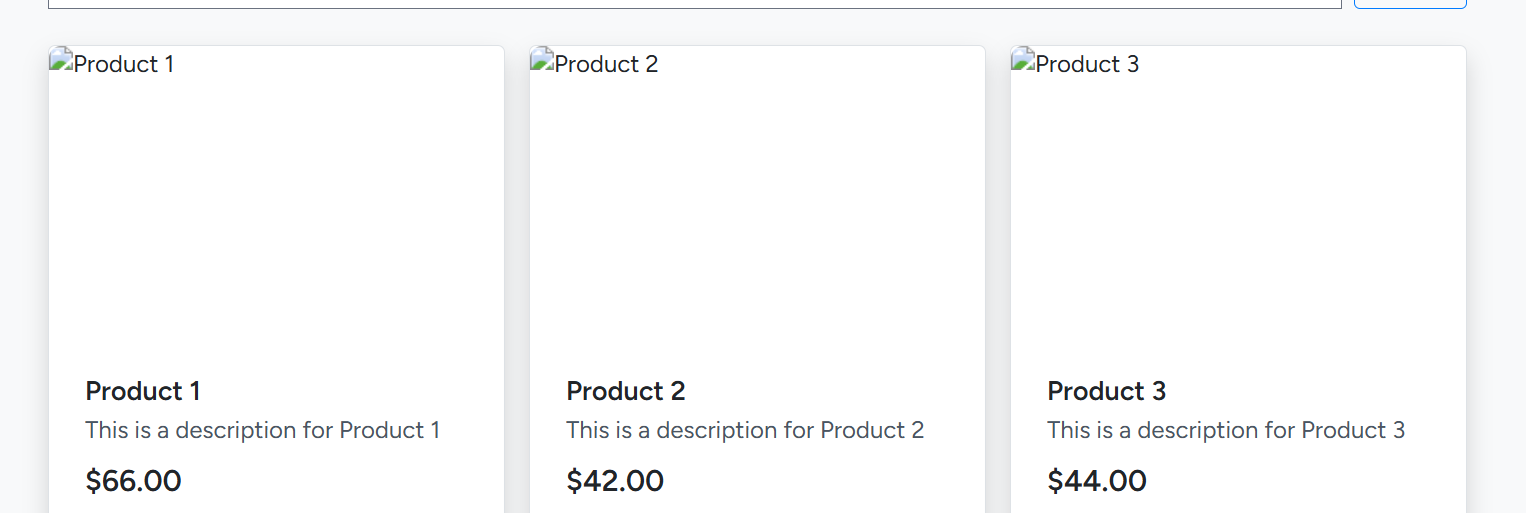 Product 1
Product 2
Product 3
Product 1
This is a description for Product 1
$66.00
Product 2
This is a description for Product 2
$42.00
Product 3
This is a description for Product 3
$44.00